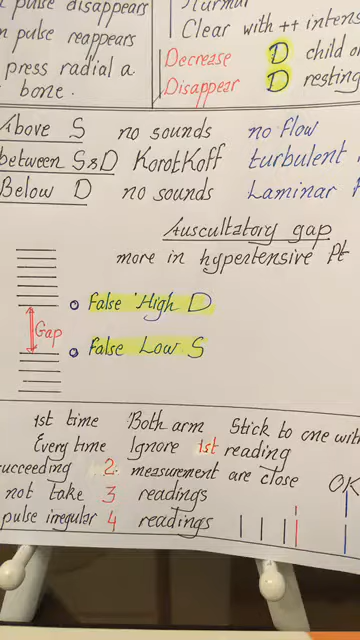 pulse disappears
pulse reappears
press radial a
bone.
Murmur
Clear with ++ intens
Decrease D child o
Disappear D resting
Above S no sounds no flow
between S&D Korotkoff turbulent
Below D no sounds Laminar
Auscultatory gap
more in hypertensive Pt
Gap
false High D
false Low S
1st time Both arm Stick to one with
Every time Ignore 1st reading
succeeding 2 measurement are close
OK
not take 3 readings
pulse irregular 4 readings